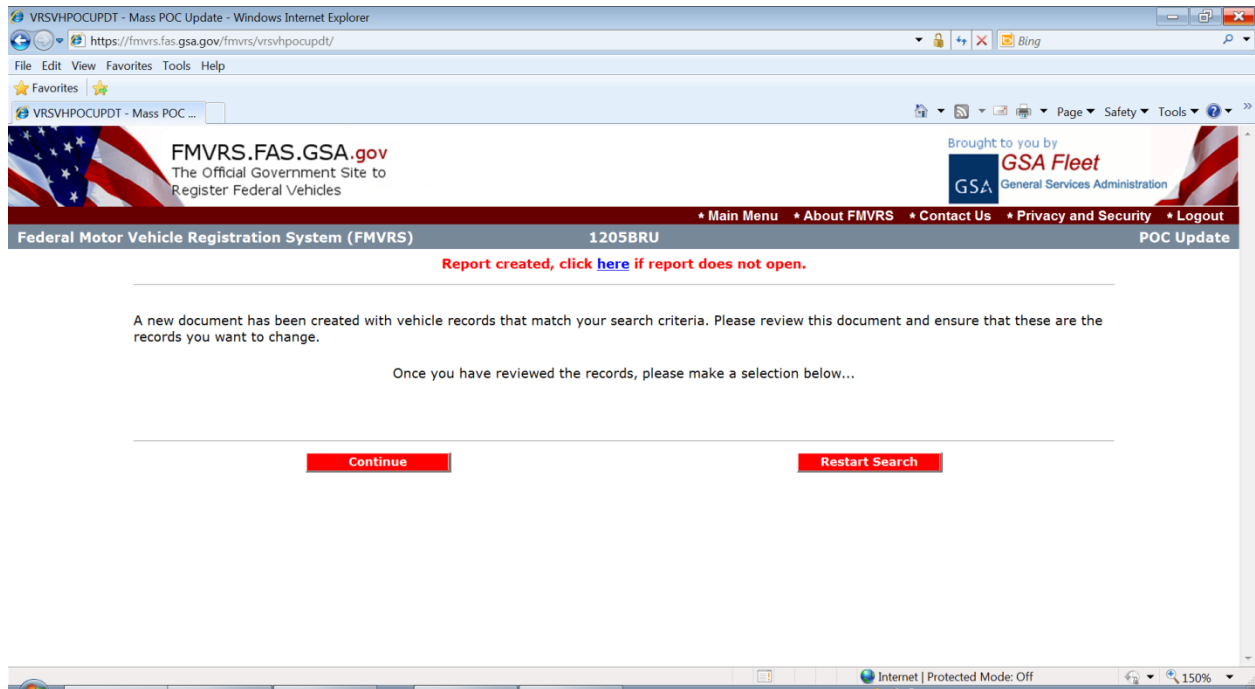 VRSVHPOCUPDT - Mass POC Update - Windows Internet Explorer
https://fmvrs.fas.gsa.gov/fmvrs/vrsvhpocupdt/
Bing
File Edit View Favorites Tools Help
Favorites
VRSVHPOCUPDT - Mass POC ...
Page Safety Tools
FMVRS.FAS.GSA.gov
The Official Government Site to
Register Federal Vehicles
Brought to you by
GSA Fleet
GSA General Services Administration
* Main Menu * About FMVRS * Contact Us * Privacy and Security * Logout
Federal Motor Vehicle Registration System (FMVRS) 1205BRU POC Update
Report created, click here if report does not open.
A new document has been created with vehicle records that match your search criteria. Please review this document and ensure that these are the
records you want to change.
Once you have reviewed the records, please make a selection below...
Continue Restart Search
Internet | Protected Mode: Off 150%